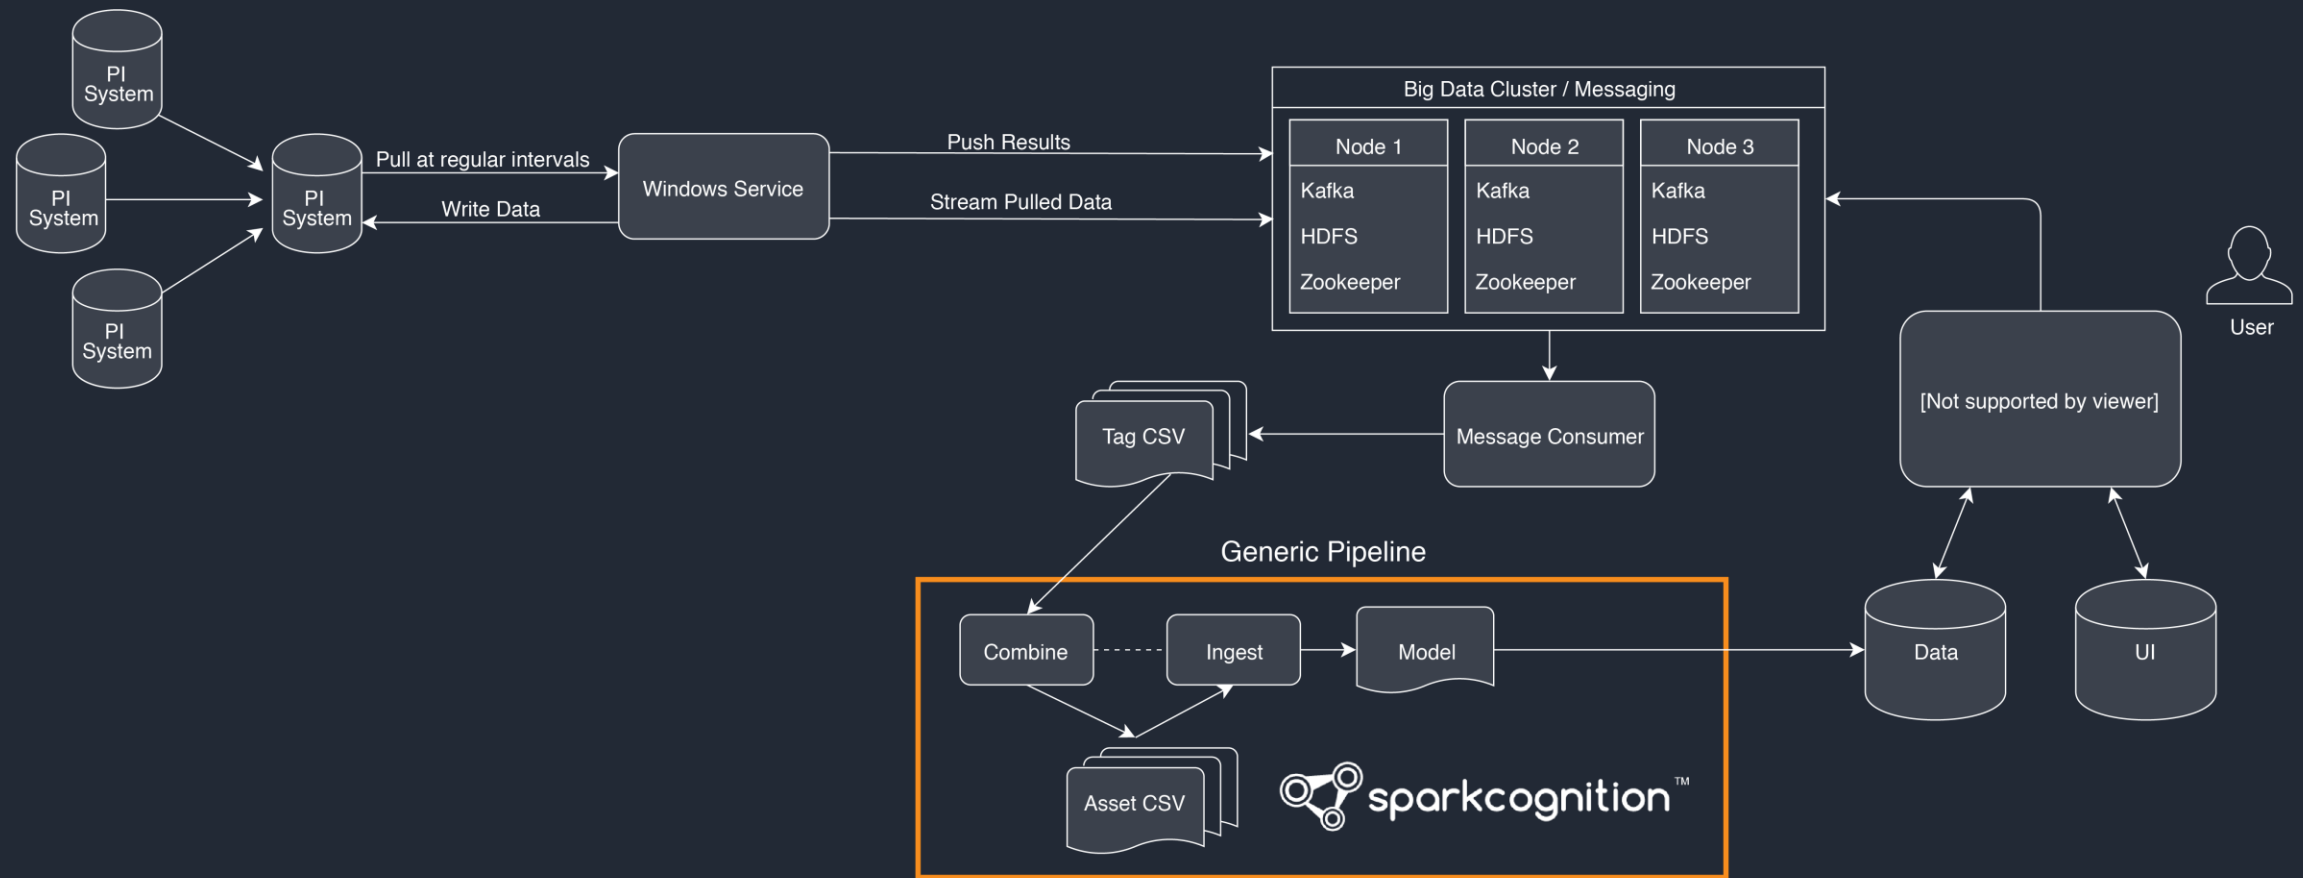 PI
System
PI
System
PI
System
PI
System
Pull at regular intervals
Write Data
Windows Service
Push Results
Stream Pulled Data
Big Data Cluster / Messaging
Node 1
Kafka
HDFS
Zookeeper
Node 2
Kafka
HDFS
Zookeeper
Node 3
Kafka
HDFS
Zookeeper
User
[Not supported by viewer]
Tag CSV
Message Consumer
Generic Pipeline
Combine
Ingest
Model
Data
UI
Asset CSV
sparkcognition™